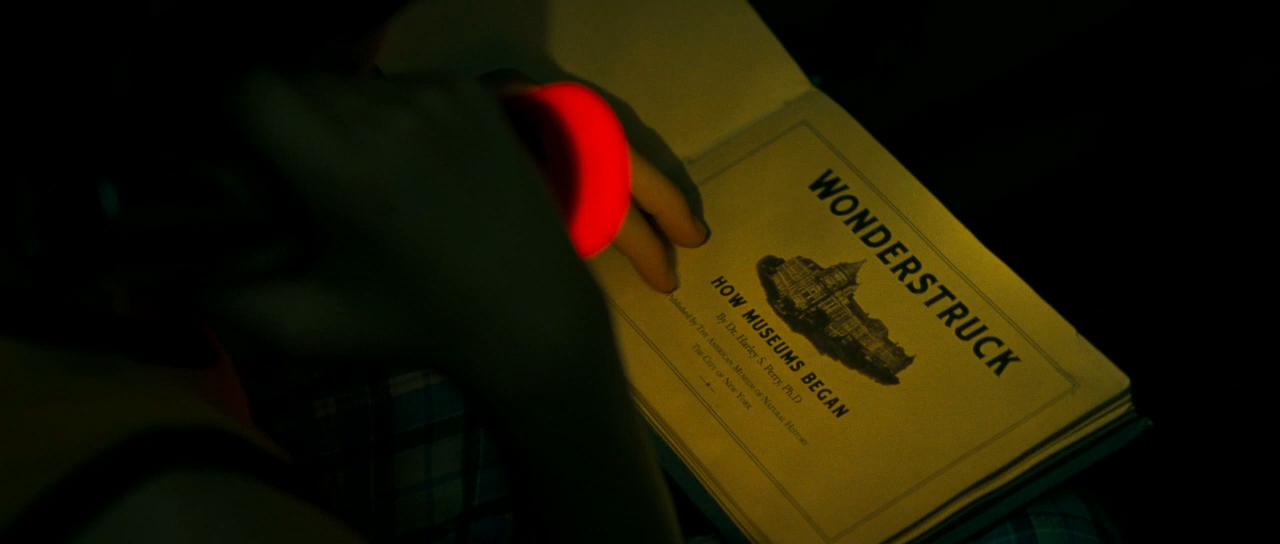 WONDERSTRUCK
HOW MUSEUMS BEGAN
By Dr. Harley S. Perry, Ph.D
Published by The American Museum of Natural History
The City of New York